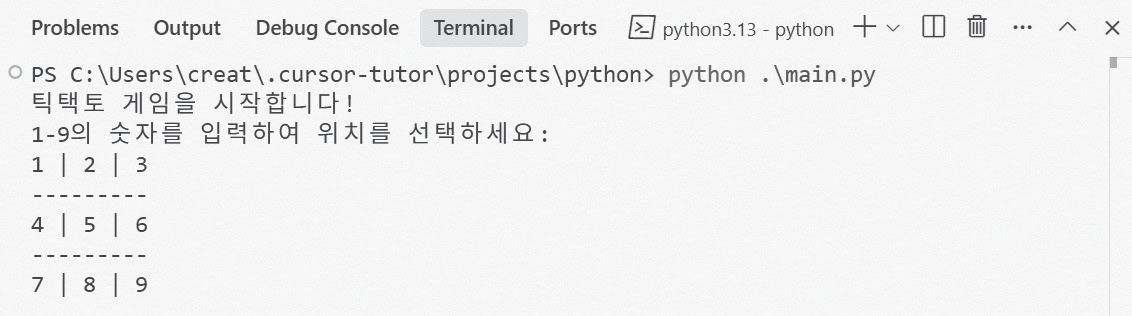 Problems Output Debug Console Terminal Ports python3.13 - python
PS C:\Users\creat\.cursor-tutor\projects\python> python .\main.py
틱택토 게임을 시작합니다!
1-9의 숫자를 입력하여 위치를 선택하세요:
1 | 2 | 3
---------
4 | 5 | 6
---------
7 | 8 | 9